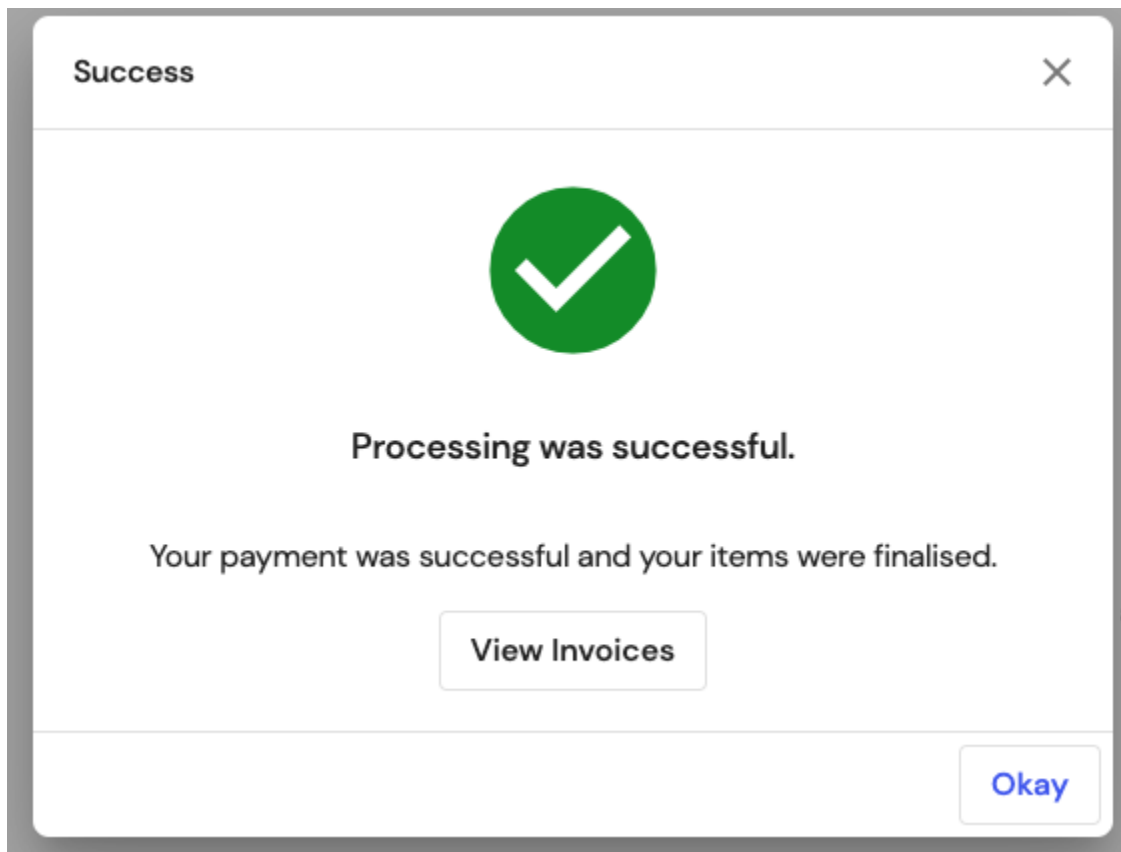 Success
Processing was successful.
Your payment was successful and your items were finalised.
View Invoices
Okay